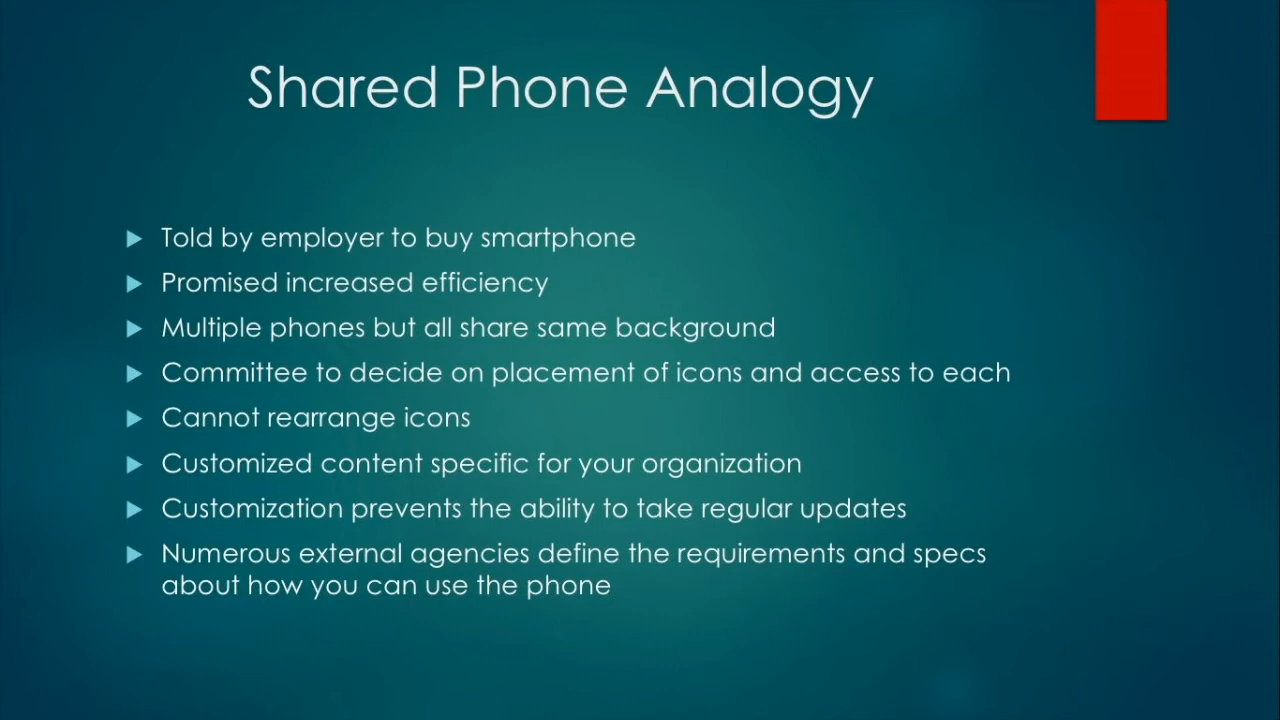 Shared Phone Analogy
Told by employer to buy smartphone
Promised increased efficiency
Multiple phones but all share same background
Committee to decide on placement of icons and access to each
Cannot rearrange icons
Customized content specific for your organization
Customization prevents the ability to take regular updates
Numerous external agencies define the requirements and specs
about how you can use the phone